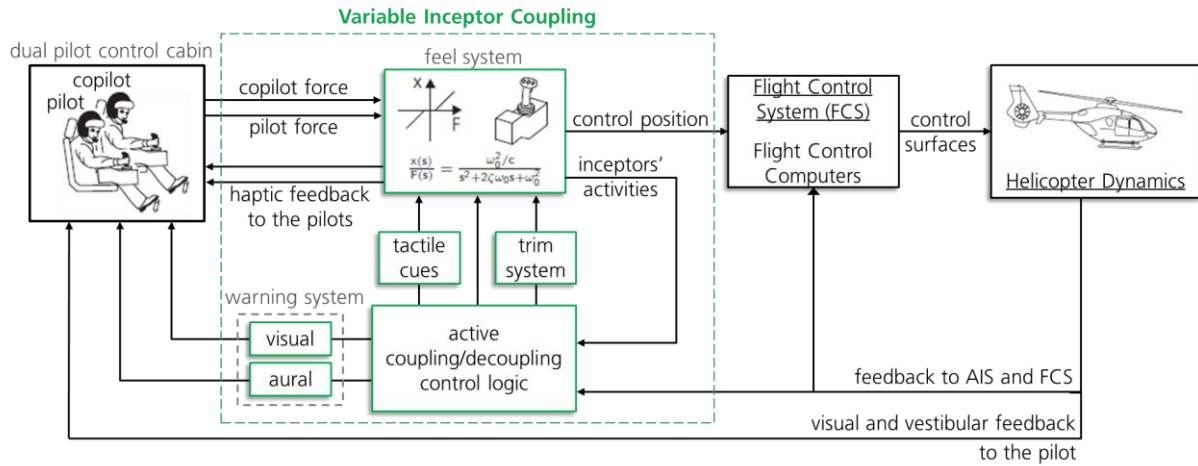 Variable Inceptor Coupling
dual pilot control cabin
copilot
pilot
copilot force
pilot force
haptic feedback
to the pilots
feel system
X
F
x(s)/F(s) = ω₀²/c / s²+2ζω₀s+ω₀²
control position
inceptors'
activities
Flight Control
System (FCS)
Flight Control
Computers
control
surfaces
Helicopter Dynamics
tactile
cues
trim
system
warning system
visual
aural
active
coupling/decoupling
control logic
feedback to AIS and FCS
visual and vestibular feedback
to the pilot